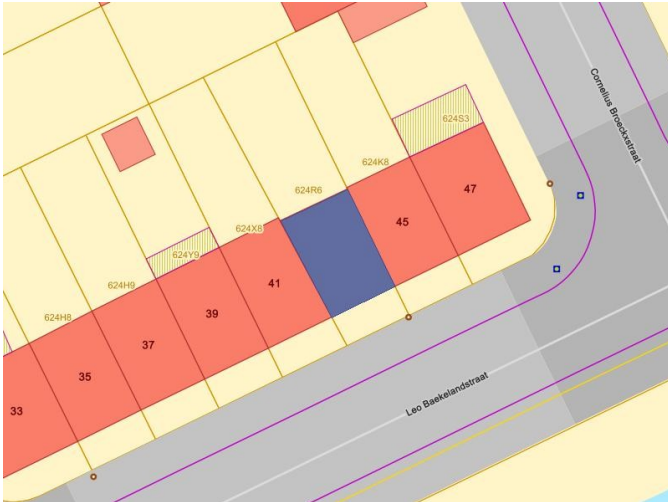 Cornelius Broeckxstraat
624S3
624K8
47
624R6
45
624X8
624Y9
41
624H9
39
624H8
37
35
33
Leo Baekelandstraat